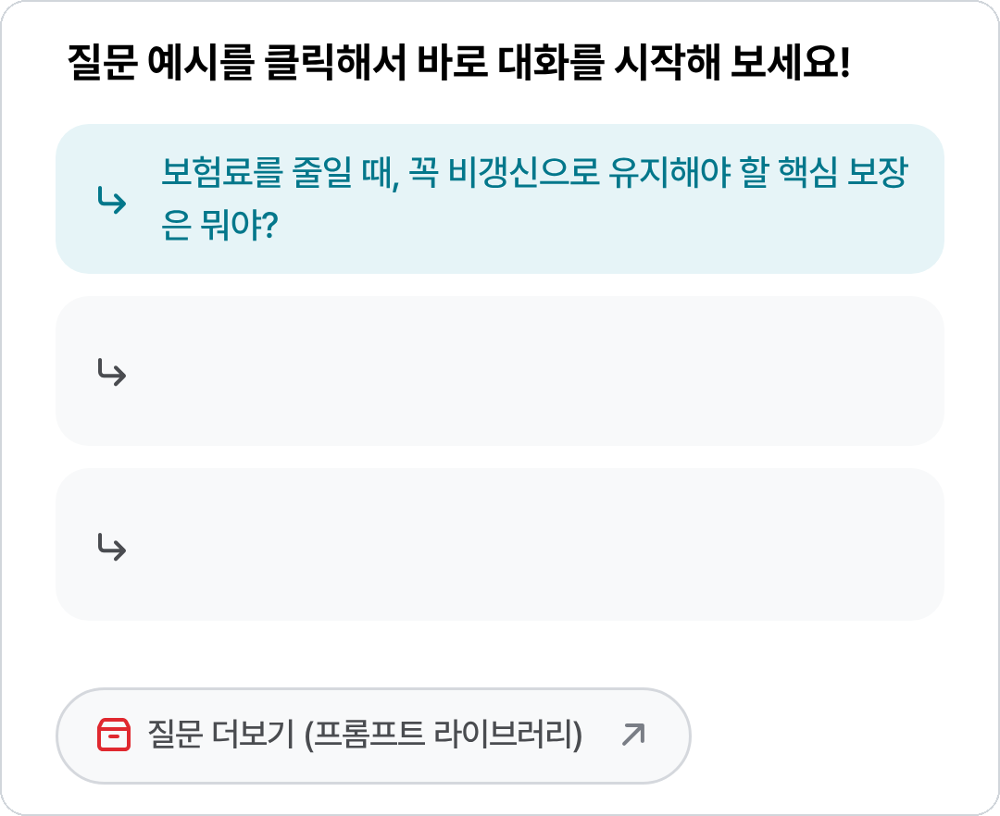 질문 예시를 클릭해서 바로 대화를 시작해 보세요!
보험료를 줄일 때, 꼭 비갱신으로 유지해야 할 핵심 보장
은 뭐야?
질문 더보기 (프롬프트 라이브러리)